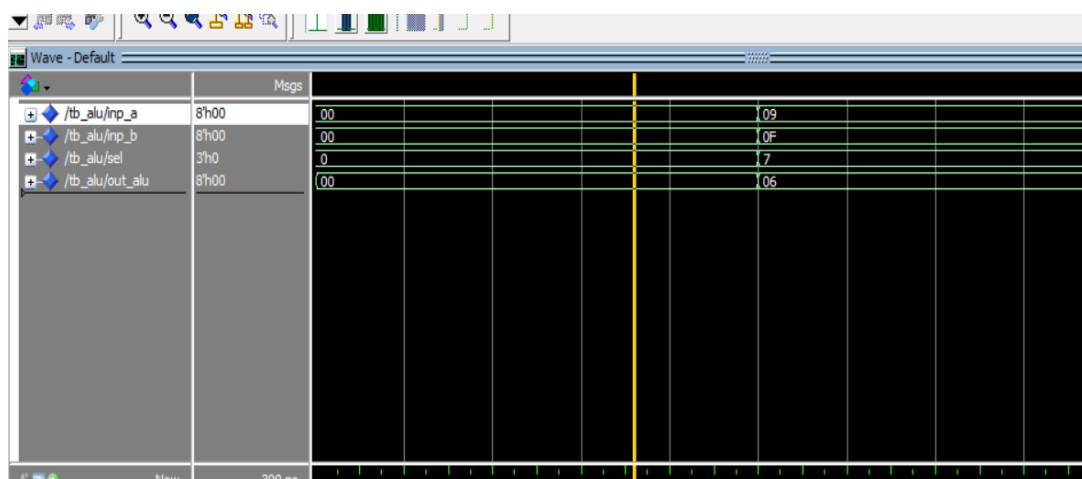 Wave - Default
Msgs
/tb_alu/inp_a 8'h00 00 09
/tb_alu/inp_b 8'h00 00 0F
/tb_alu/sel 3'h0 0 7
/tb_alu/out_alu 8'h00 00 06
Now